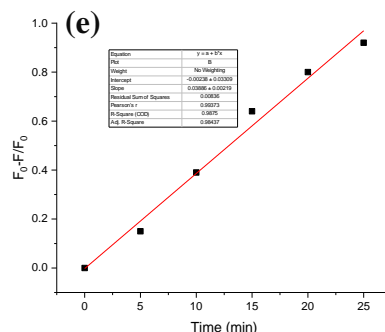 (e)
1.0
0.8
0.6
0.4
0.2
0.0
F₀-F/F₀
Equation y = a + b*x
Plot B
Weight No Weighting
Intercept -0.00238 ± 0.03309
Slope 0.03886 ± 0.00219
Residual Sum of Squares 0.00836
Pearson's r 0.99373
R-Square (COD) 0.9875
Adj. R-Square 0.98437
0 5 10 15 20 25
Time (min)